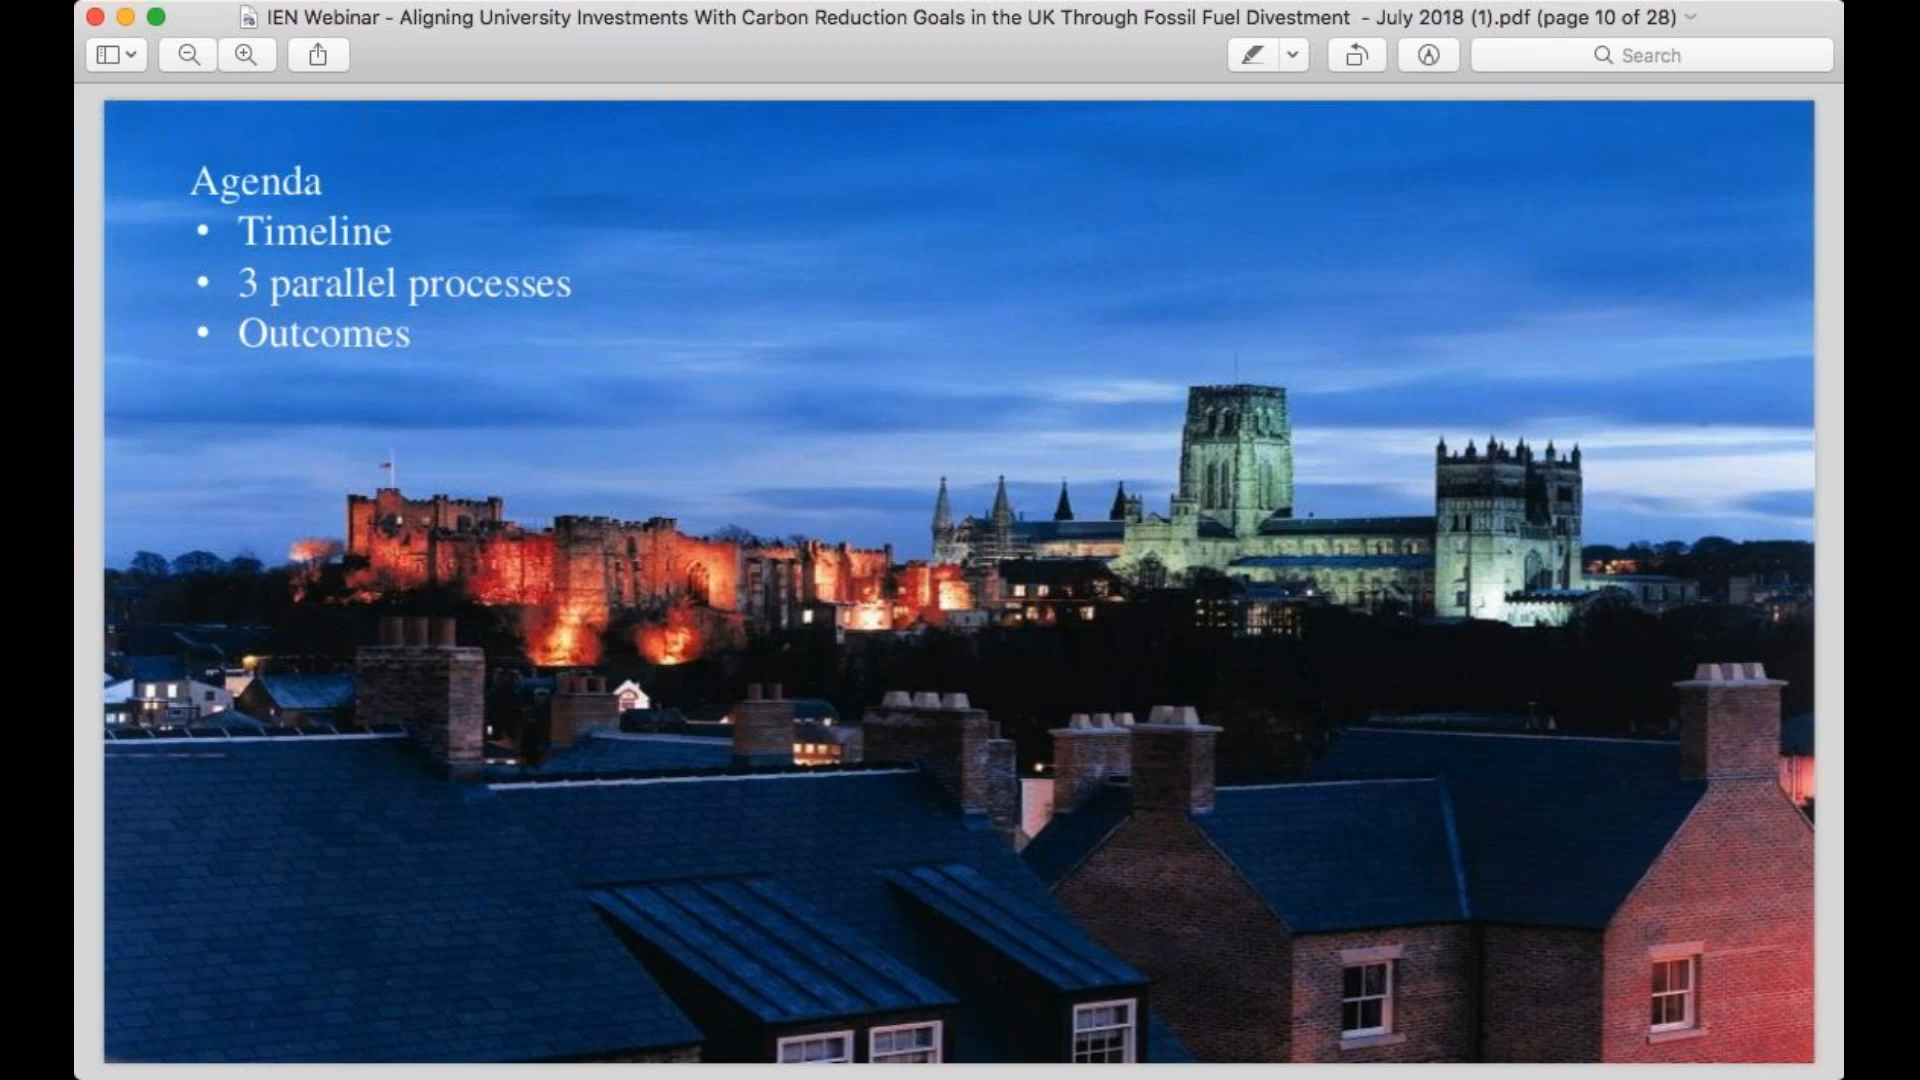 IEN Webinar - Aligning University Investments With Carbon Reduction Goals in the UK Through Fossil Fuel Divestment - July 2018 (1).pdf (page 10 of 28)
Search
Agenda
• Timeline
• 3 parallel processes
• Outcomes